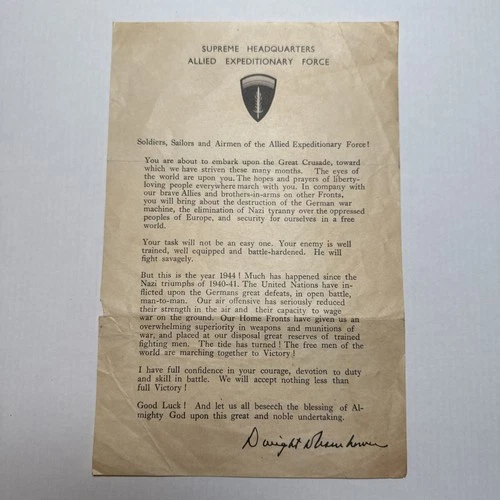 SUPREME HEADQUARTERS
ALLIED EXPEDITIONARY FORCE
Soldiers, Sailors and Airmen of the Allied Expeditionary Force!
You are about to embark upon the Great Crusade, toward
which we have striven these many months. The eyes of
the world are upon you. The hopes and prayers of liberty-
loving people everywhere march with you. In company with
our brave Allies and brothers-in-arms on other Fronts,
you will bring about the destruction of the German war
machine, the elimination of Nazi tyranny over the oppressed
peoples of Europe, and security for ourselves in a free
world.
Your task will not be an easy one. Your enemy is well
trained, well equipped and battle-hardened. He will
fight savagely.
But this is the year 1944! Much has happened since the
Nazi triumphs of 1940-41. The United Nations have in-
flicted upon the Germans great defeats, in open battle,
man-to-man. Our air offensive has seriously reduced
their strength in the air and their capacity to wage
war on the ground. Our Home Fronts have given us an
overwhelming superiority in weapons and munitions of
war, and placed at our disposal great reserves of trained
fighting men. The tide has turned! The free men of the
world are marching together to Victory!
I have full confidence in your courage, devotion to duty
and skill in battle. We will accept nothing less than
full Victory!
Good Luck! And let us all beseech the blessing of Al-
mighty God upon this great and noble undertaking.
Dwight D Eisenhower